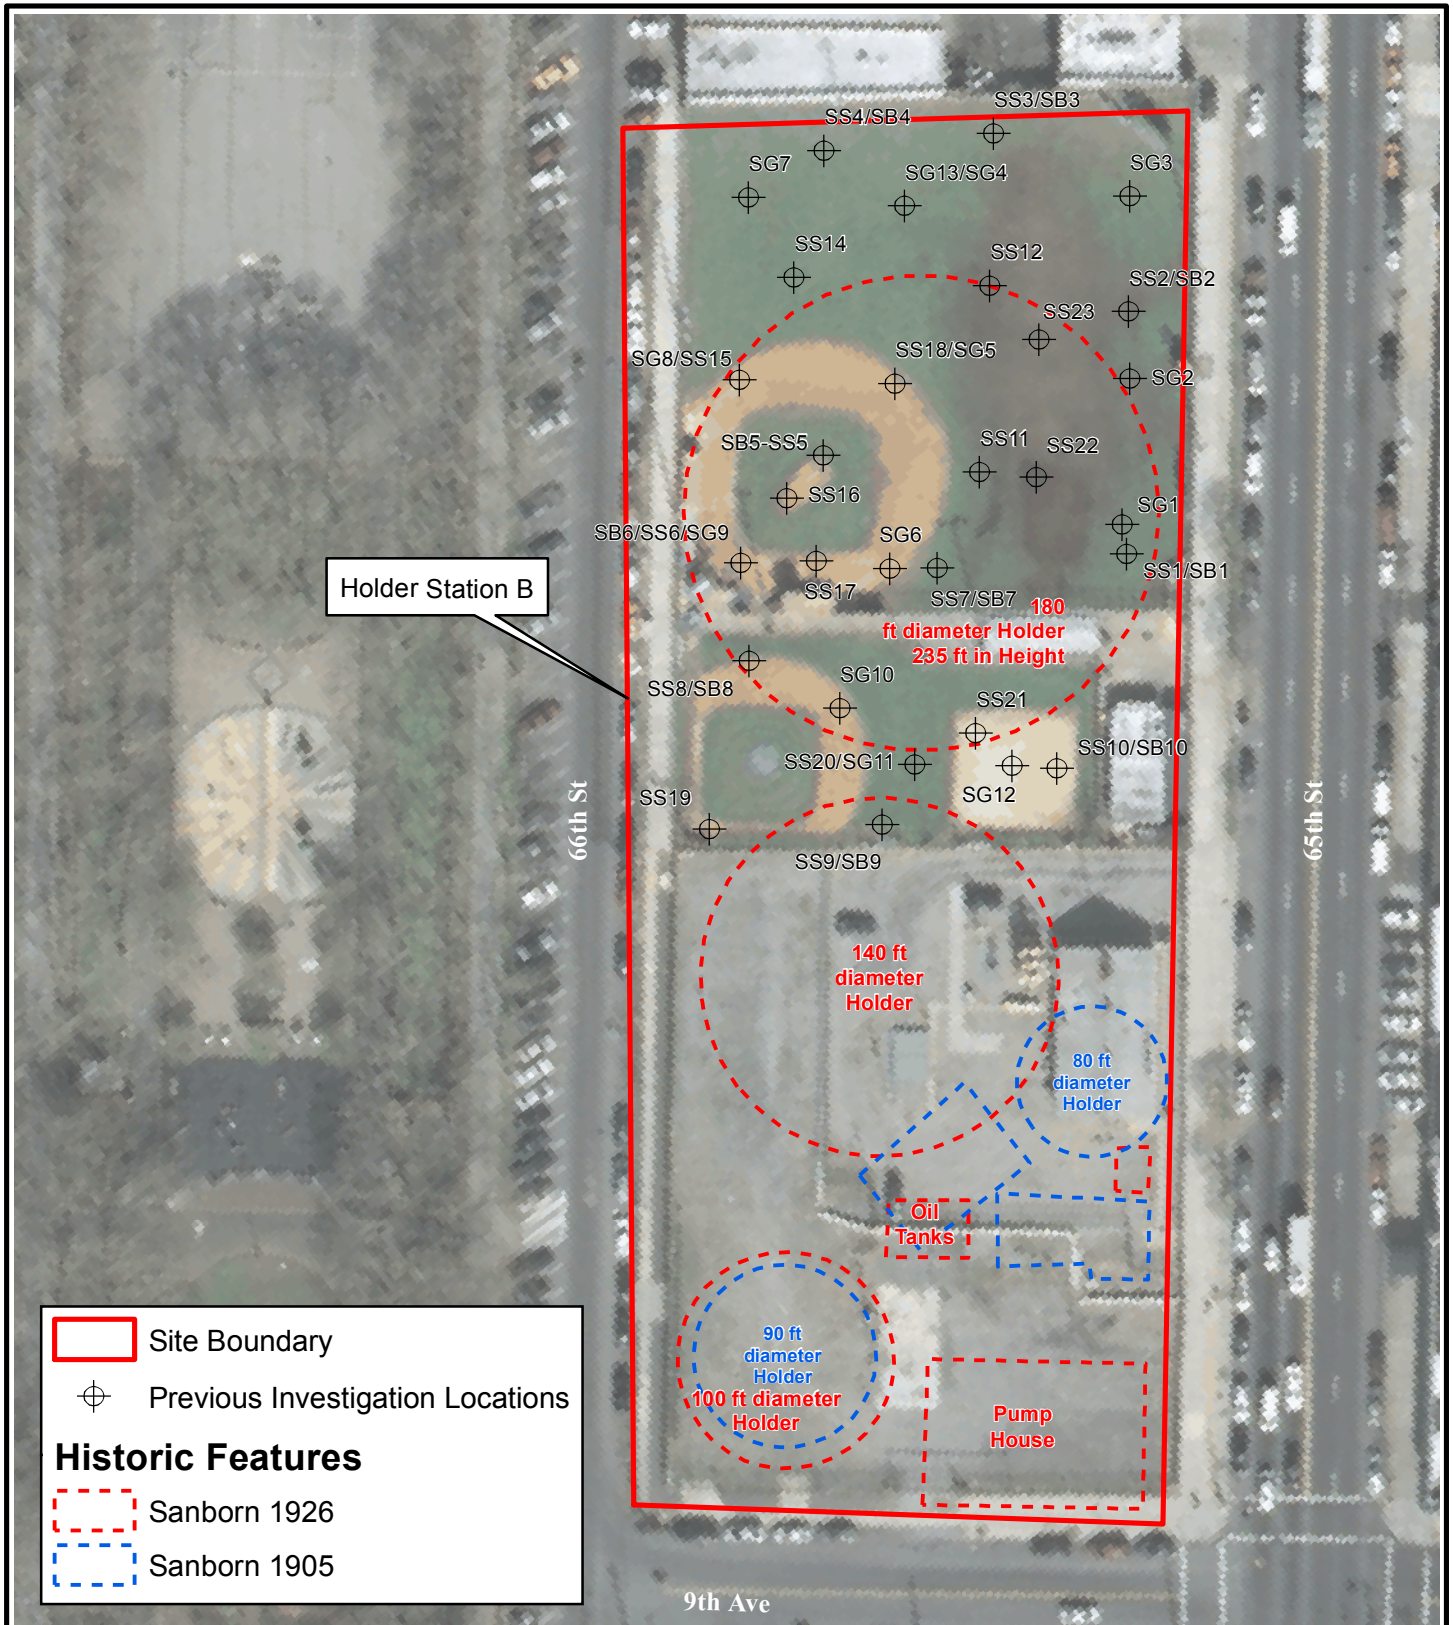 SS3/SB3
SS4/SB4
SG7
SG13/SG4
SG3
SS14
SS12
SS2/SB2
SS23
SG8/SS15
SS18/SG5
SG2
SB5-SS5
SS11
SS22
SS16
SG1
SB6/SS6/SG9
SG6
SS17
SS7/SB7
SS1/SB1
Holder Station B
180
ft diameter Holder
235 ft in Height
SS8/SB8
SG10
SS21
SS20/SG11
SS10/SB10
SG12
SS19
SS9/SB9
66th St
65th St
140 ft
diameter
Holder
80 ft
diameter
Holder
Oil
Tanks
90 ft
diameter
Holder
100 ft diameter
Holder
Pump
House
Site Boundary
Previous Investigation Locations
Historic Features
Sanborn 1926
Sanborn 1905
9th Ave